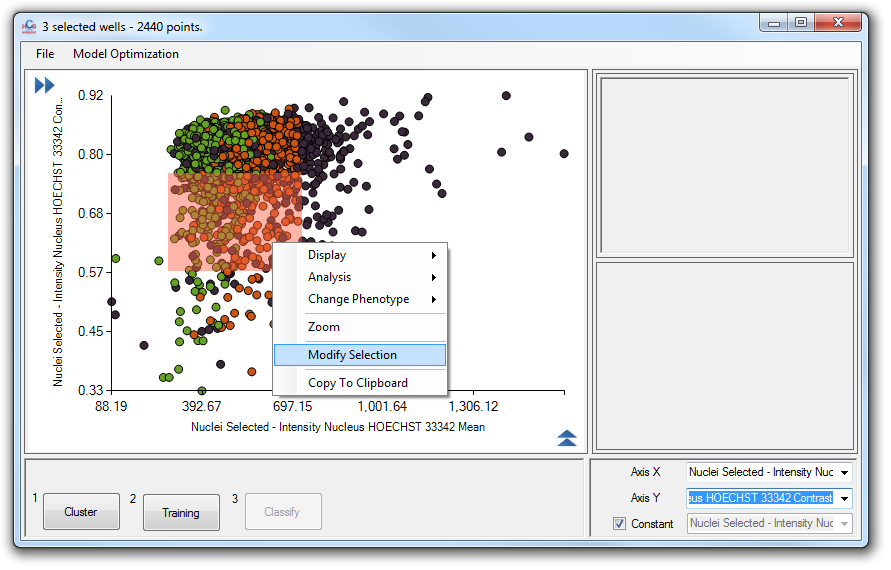 3 selected wells - 2440 points.
File Model Optimization
0.92
0.80
0.68
0.57
0.45
0.33
Nuclei Selected - Intensity Nucleus HOECHST 33342 Con...
88.19 392.67 697.15 1,001.64 1,306.12
Nuclei Selected - Intensity Nucleus HOECHST 33342 Mean
Display
Analysis
Change Phenotype
Zoom
Modify Selection
Copy To Clipboard
1 Cluster 2 Training 3 Classify
Axis X Nuclei Selected - Intensity Nuc
Axis Y eus HOECHST 33342 Contrast
Constant Nuclei Selected - Intensity Nuc